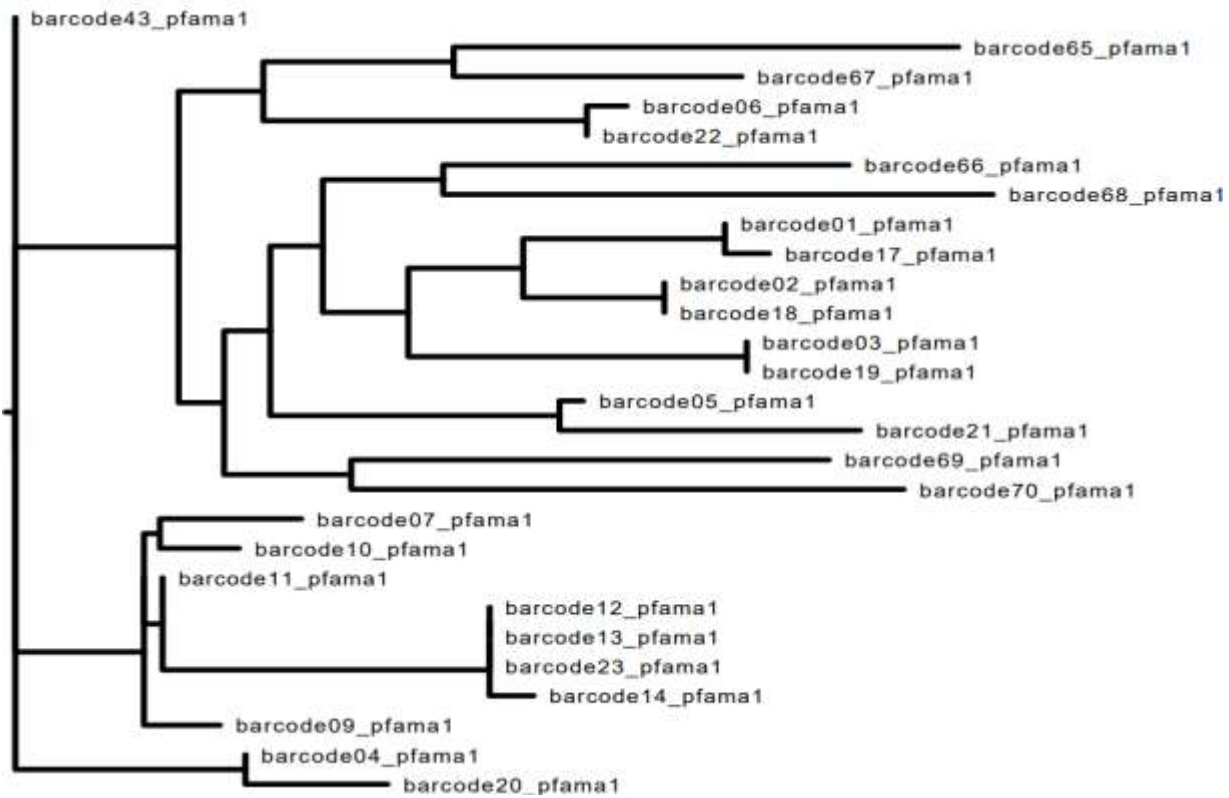 barcode43_pfama1
barcode65_pfama1
barcode67_pfama1
barcode06_pfama1
barcode22_pfama1
barcode66_pfama1
barcode68_pfama1
barcode01_pfama1
barcode17_pfama1
barcode02_pfama1
barcode18_pfama1
barcode03_pfama1
barcode19_pfama1
barcode05_pfama1
barcode21_pfama1
barcode69_pfama1
barcode70_pfama1
barcode07_pfama1
barcode10_pfama1
barcode11_pfama1
barcode12_pfama1
barcode13_pfama1
barcode23_pfama1
barcode14_pfama1
barcode09_pfama1
barcode04_pfama1
barcode20_pfama1